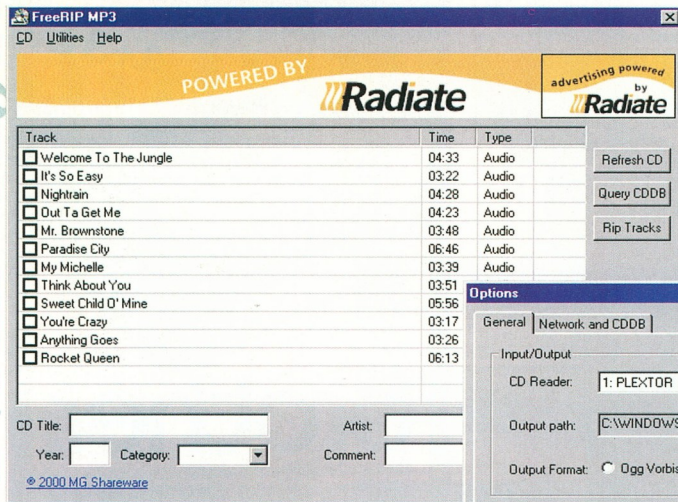 FreeRIP MP3
CD Utilities Help
POWERED BY Radiate
advertising powered
by
Radiate
Track Time Type
Welcome To The Jungle 04:33 Audio
It's So Easy 03:22 Audio
Nightrain 04:28 Audio
Out Ta Get Me 04:23 Audio
Mr. Brownstone 03:48 Audio
Paradise City 06:46 Audio
My Michelle 03:39 Audio
Think About You 03:51
Sweet Child O' Mine 05:56
You're Crazy 03:17
Anything Goes 03:26
Rocket Queen 06:13
Refresh CD
Query CDDB
Rip Tracks
CD Title: Artist:
Year: Category: Comment:
© 2000 MG Shareware
Options
General Network and CDDB
Input/Output
CD Reader: 1: PLEXTOR
Output path: C:\WINDOWS
Output Format: Ogg Vorbis